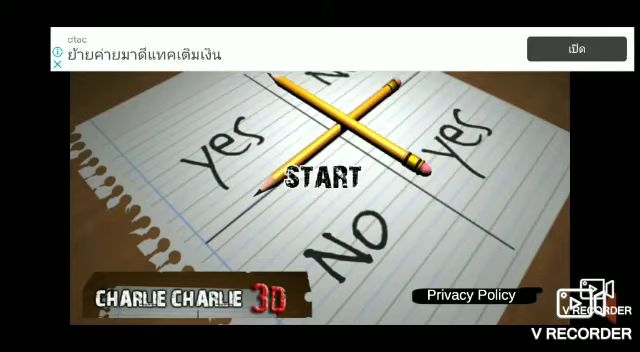 dtac
ย้ายค่ายมาดีแทคเติมเงิน
เปิด
No
Yes
Yes
START
No
CHARLIE CHARLIE 3D
Privacy Policy
V RECORDER
V RECORDER